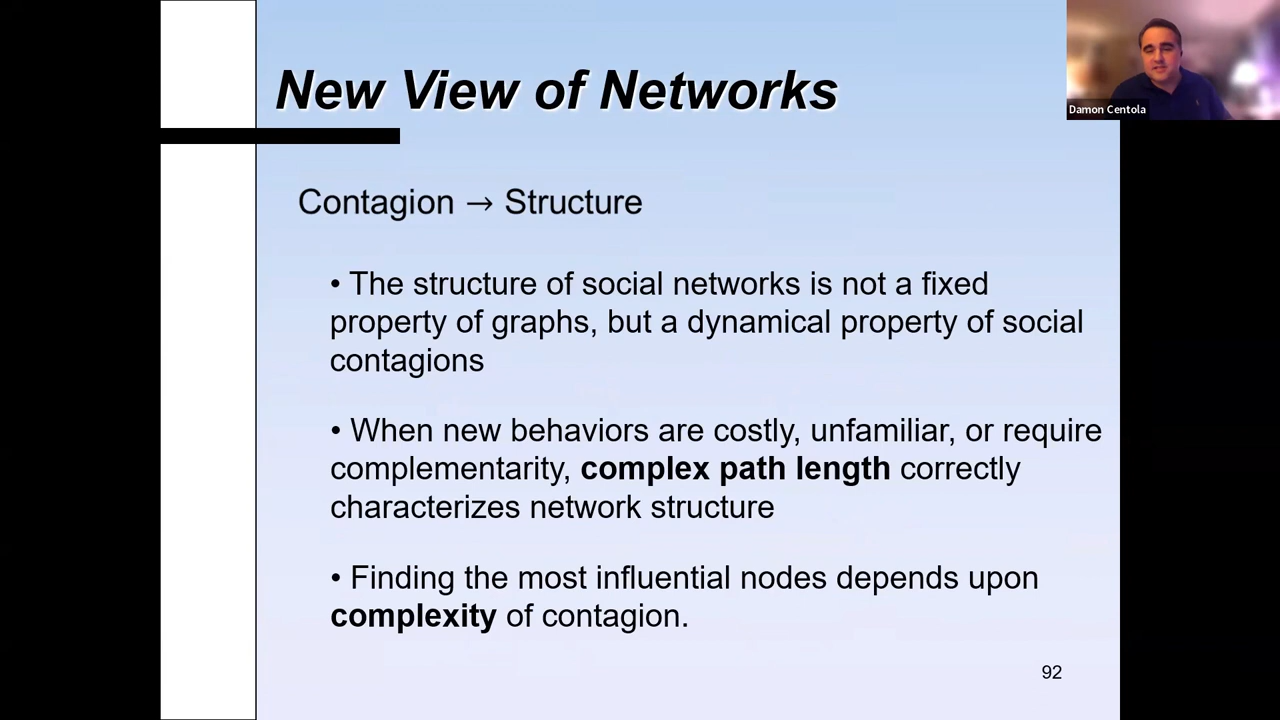 New View of Networks
Damon Centola
Contagion → Structure
• The structure of social networks is not a fixed
property of graphs, but a dynamical property of social
contagions
• When new behaviors are costly, unfamiliar, or require
complementarity, complex path length correctly
characterizes network structure
• Finding the most influential nodes depends upon
complexity of contagion.
92